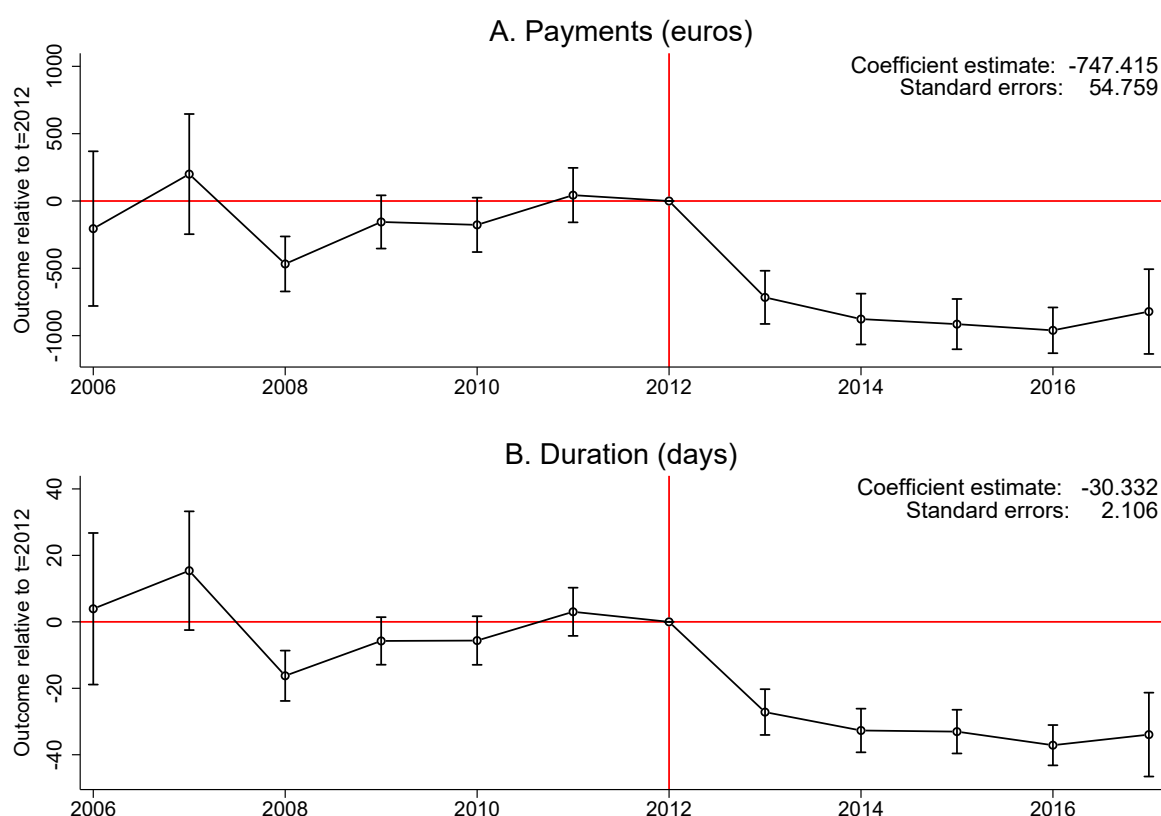 A. Payments (euros)
Coefficient estimate: -747.415
Standard errors: 54.759
Outcome relative to t=2012
1000
500
0
-500
-1000
2006 2008 2010 2012 2014 2016
B. Duration (days)
Coefficient estimate: -30.332
Standard errors: 2.106
Outcome relative to t=2012
40
20
0
-20
-40
2006 2008 2010 2012 2014 2016